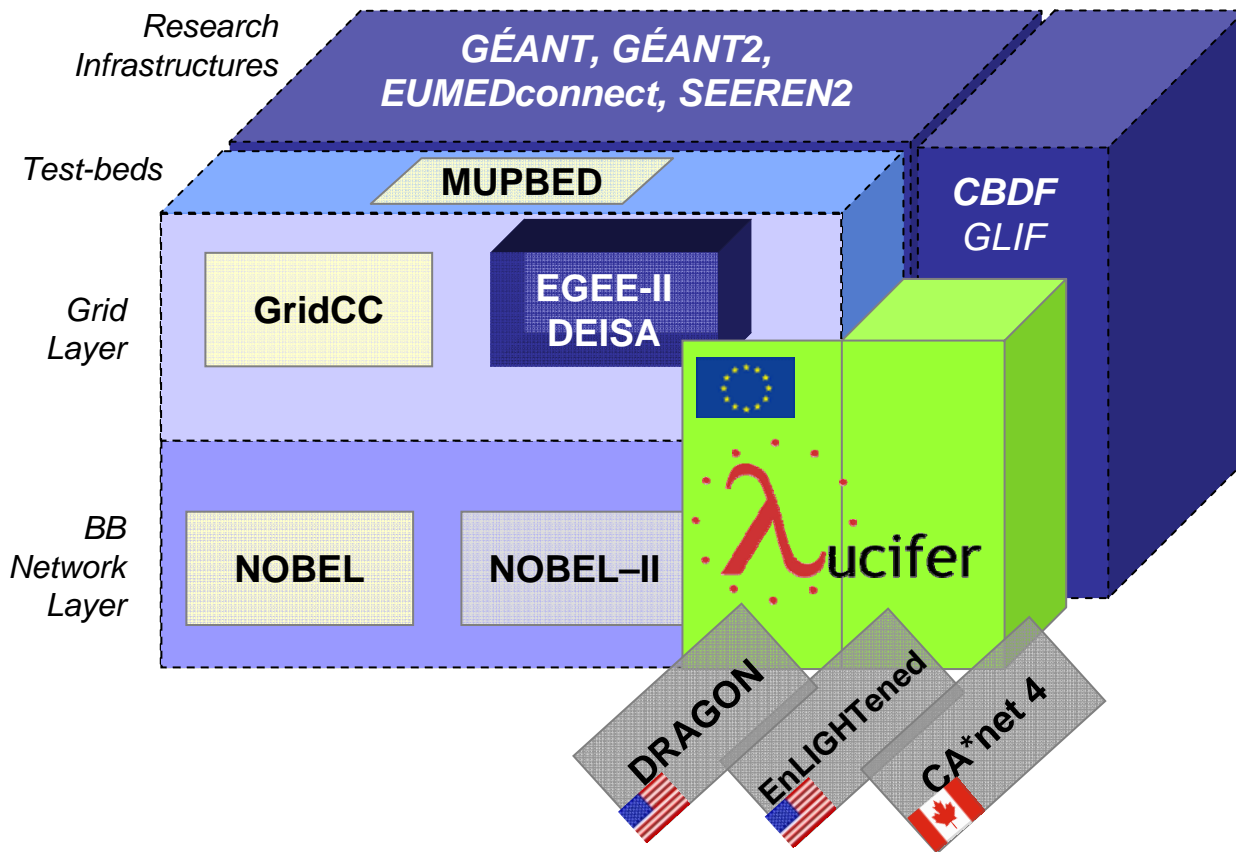 Research
Infrastructures
GÉANT, GÉANT2,
EUMEDconnect, SEEREN2
Test-beds
MUPBED
CBDF
GLIF
Grid
Layer
GridCC
EGEE-II
DEISA
BB
Network
Layer
NOBEL
NOBEL–II
λucifer
DRAGON
EnLIGHTened
CA*net 4